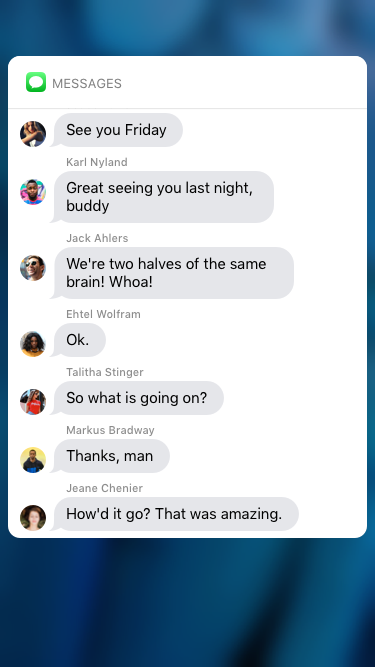 MESSAGES
See you Friday
Karl Nyland
Great seeing you last night,
buddy
Jack Ahlers
We're two halves of the same
brain! Whoa!
Ehtel Wolfram
Ok.
Talitha Stinger
So what is going on?
Markus Bradway
Thanks, man
Jeane Chenier
How'd it go? That was amazing.